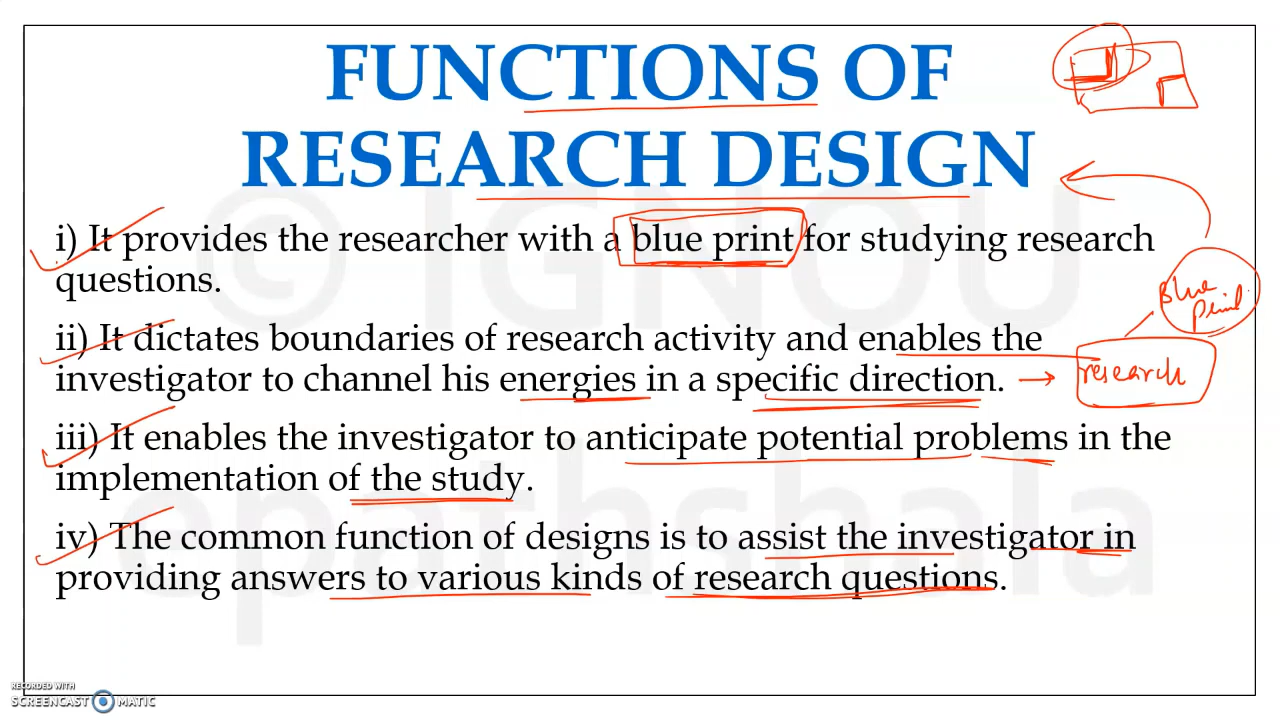 FUNCTIONS OF
RESEARCH DESIGN
i) It provides the researcher with a blue print for studying research
questions.
Blue
print
ii) It dictates boundaries of research activity and enables the
investigator to channel his energies in a specific direction. →
research
iii) It enables the investigator to anticipate potential problems in the
implementation of the study.
iv) The common function of designs is to assist the investigator in
providing answers to various kinds of research questions.
© IGNOU
epathshala
RECORDED WITH
SCREENCAST MATIC